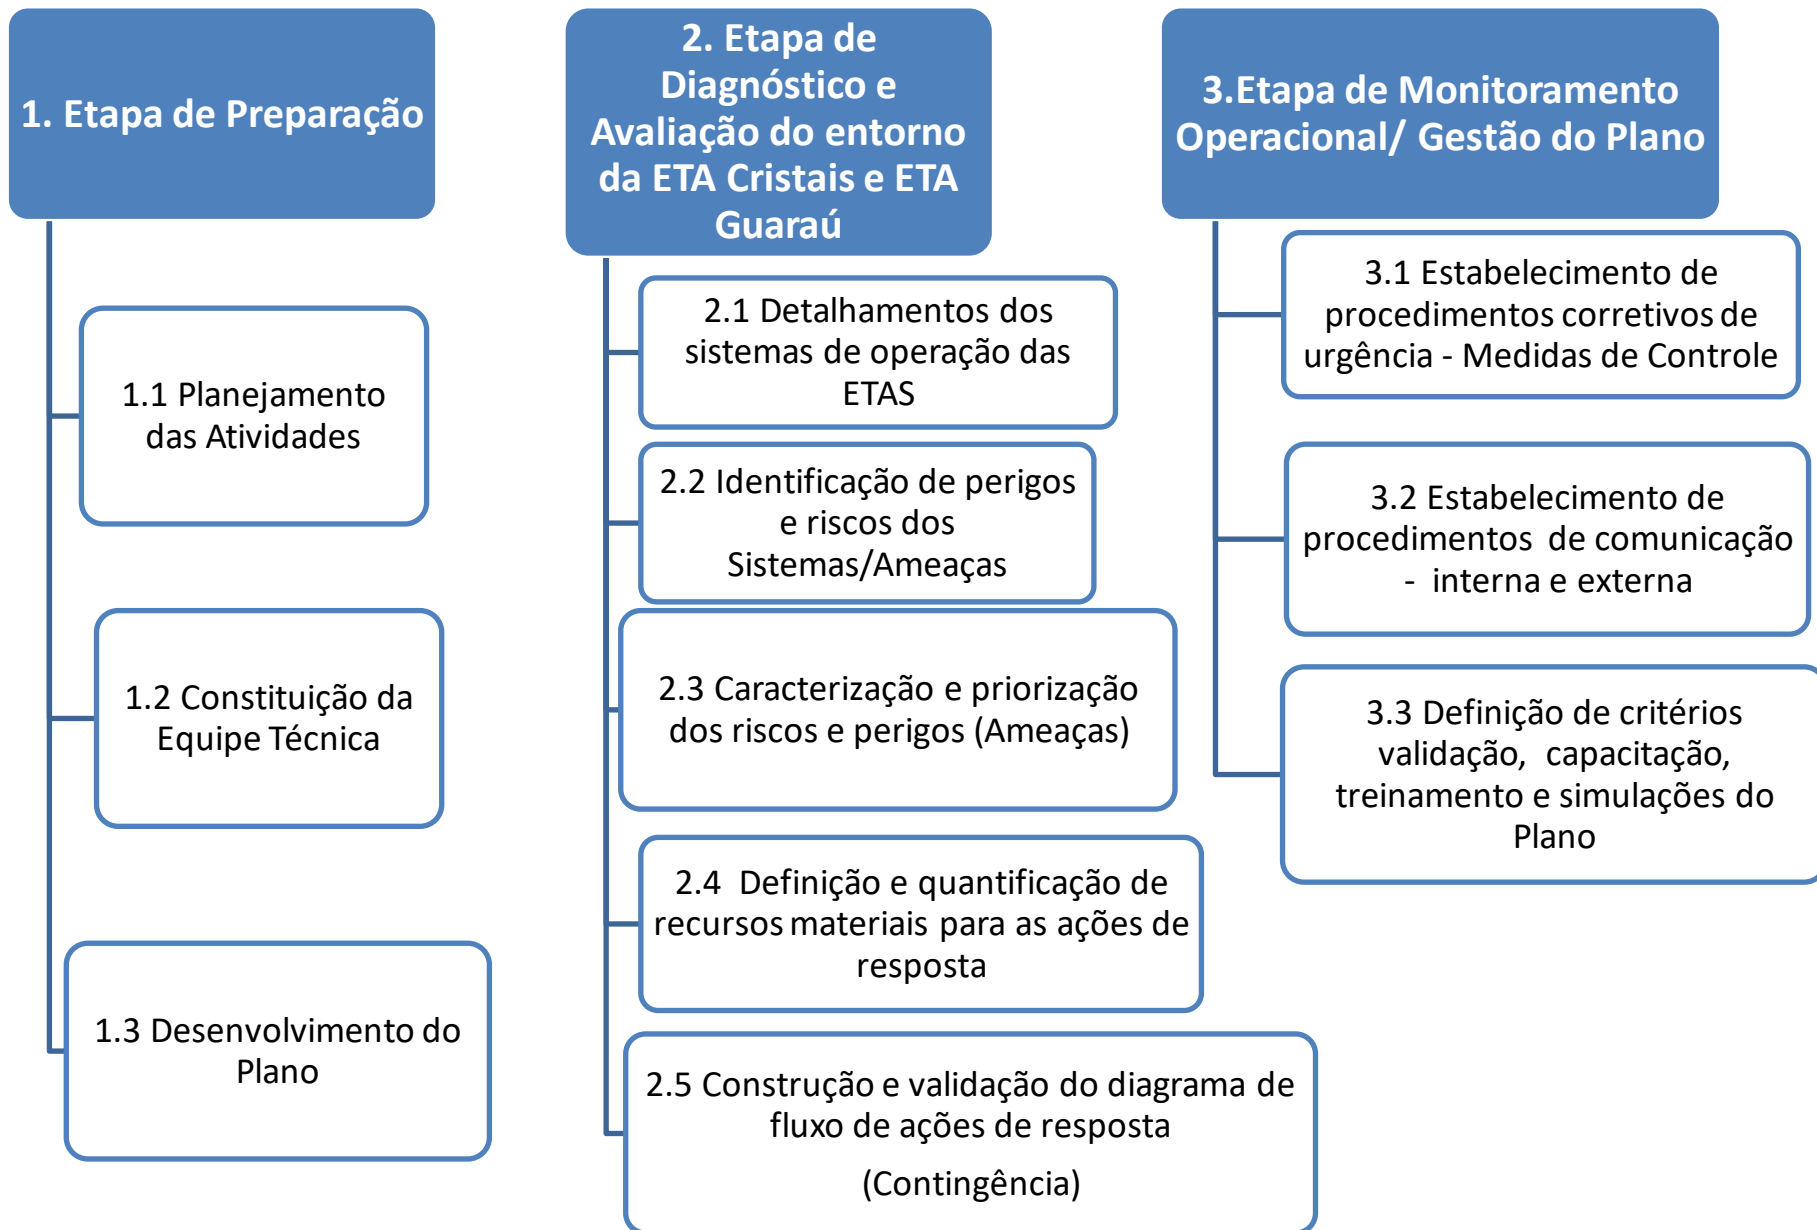 1. Etapa de Preparação
1.1 Planejamento
das Atividades
1.2 Constituição da
Equipe Técnica
1.3 Desenvolvimento do
Plano
2. Etapa de
Diagnóstico e
Avaliação do entorno
da ETA Cristais e ETA
Guaraú
2.1 Detalhamentos dos
sistemas de operação das
ETAS
2.2 Identificação de perigos
e riscos dos
Sistemas/Ameaças
2.3 Caracterização e priorização
dos riscos e perigos (Ameaças)
2.4 Definição e quantificação de
recursos materiais para as ações de
resposta
2.5 Construção e validação do diagrama de
fluxo de ações de resposta
(Contingência)
3.Etapa de Monitoramento
Operacional/ Gestão do Plano
3.1 Estabelecimento de
procedimentos corretivos de
urgência - Medidas de Controle
3.2 Estabelecimento de
procedimentos de comunicação
- interna e externa
3.3 Definição de critérios
validação, capacitação,
treinamento e simulações do
Plano